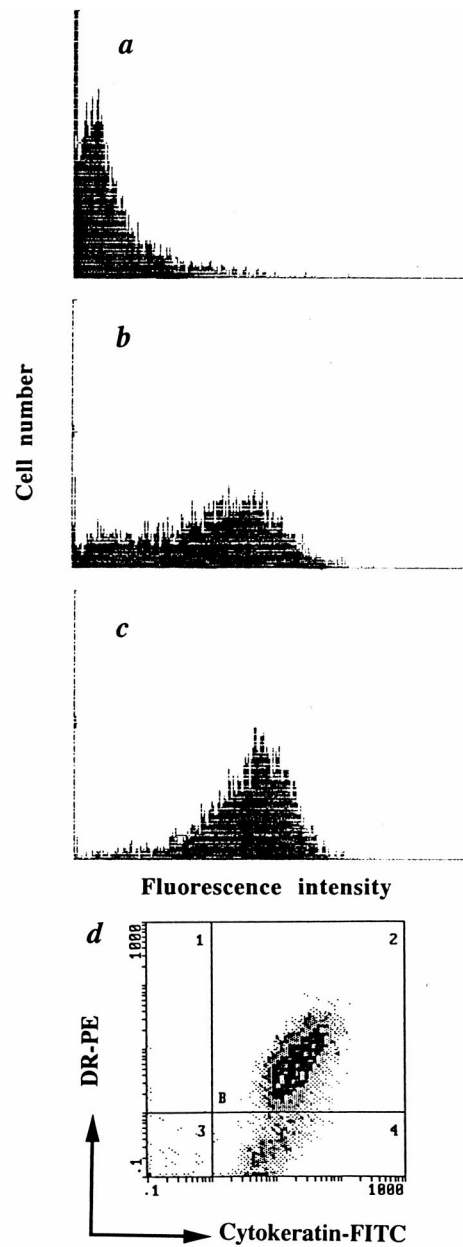 a
b
Cell number
c
Fluorescence intensity
d
1000
1
2
DR-PE
B
3
4
.1
.1
1000
Cytokeratin-FITC